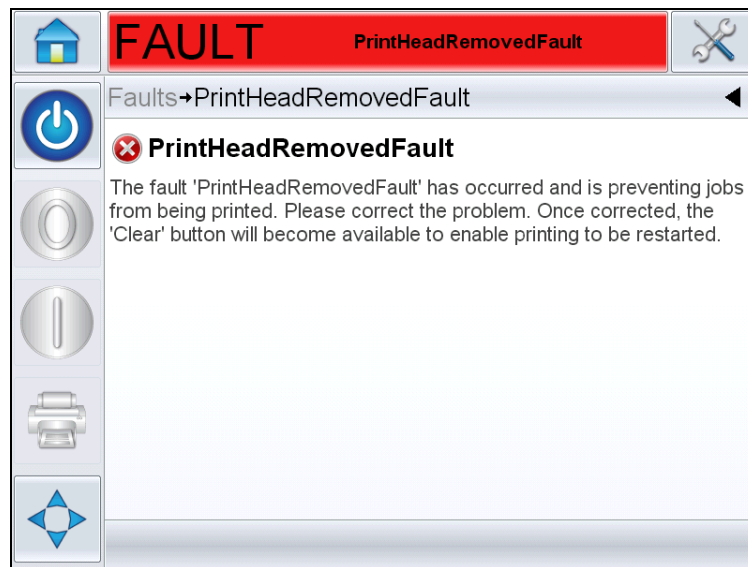 FAULT PrintHeadRemovedFault
Faults→PrintHeadRemovedFault
PrintHeadRemovedFault
The fault 'PrintHeadRemovedFault' has occurred and is preventing jobs
from being printed. Please correct the problem. Once corrected, the
'Clear' button will become available to enable printing to be restarted.